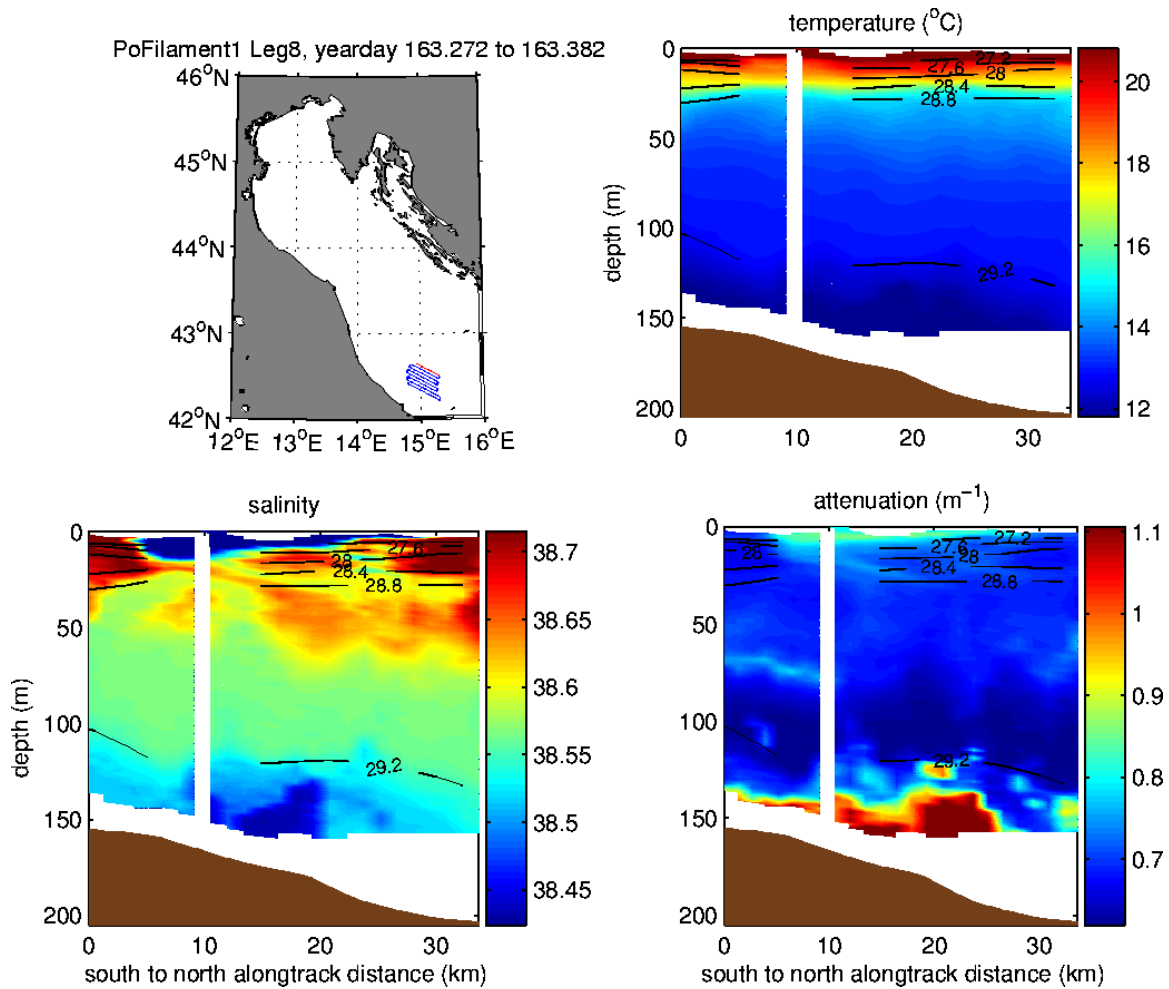 PoFilament1 Leg8, yearday 163.272 to 163.382
46°N
45°N
44°N
43°N
42°N
12°E 13°E 14°E 15°E 16°E
temperature (°C)
0
50
100
150
200
depth (m)
0 10 20 30
27.2
27.6
28
28.4
28.8
29.2
20
18
16
14
12
salinity
0
50
100
150
200
depth (m)
0 10 20 30
south to north alongtrack distance (km)
27.6
28
28.4
28.8
29.2
38.7
38.65
38.6
38.55
38.5
38.45
attenuation (m⁻¹)
0
50
100
150
200
0 10 20 30
south to north alongtrack distance (km)
28
27.2
27.6
28
28.4
28.8
29.2
1.1
1
0.9
0.8
0.7